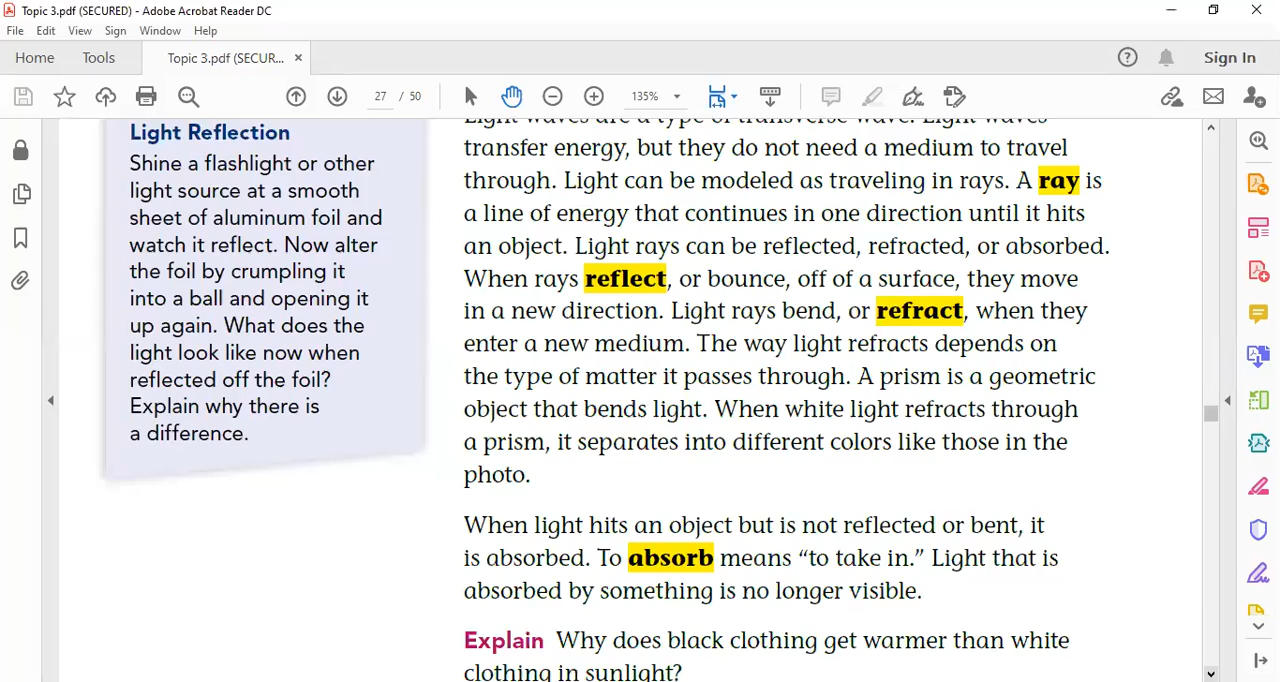 Topic 3.pdf (SECURED) - Adobe Acrobat Reader DC
File Edit View Sign Window Help
Home Tools Topic 3.pdf (SECUR... × Sign In
27 / 50 135%
Light Reflection
Shine a flashlight or other
light source at a smooth
sheet of aluminum foil and
watch it reflect. Now alter
the foil by crumpling it
into a ball and opening it
up again. What does the
light look like now when
reflected off the foil?
Explain why there is
a difference.
Light waves are a type of transverse wave. Light waves
transfer energy, but they do not need a medium to travel
through. Light can be modeled as traveling in rays. A ray is
a line of energy that continues in one direction until it hits
an object. Light rays can be reflected, refracted, or absorbed.
When rays reflect, or bounce, off of a surface, they move
in a new direction. Light rays bend, or refract, when they
enter a new medium. The way light refracts depends on
the type of matter it passes through. A prism is a geometric
object that bends light. When white light refracts through
a prism, it separates into different colors like those in the
photo.
When light hits an object but is not reflected or bent, it
is absorbed. To absorb means “to take in.” Light that is
absorbed by something is no longer visible.
Explain Why does black clothing get warmer than white
clothing in sunlight?